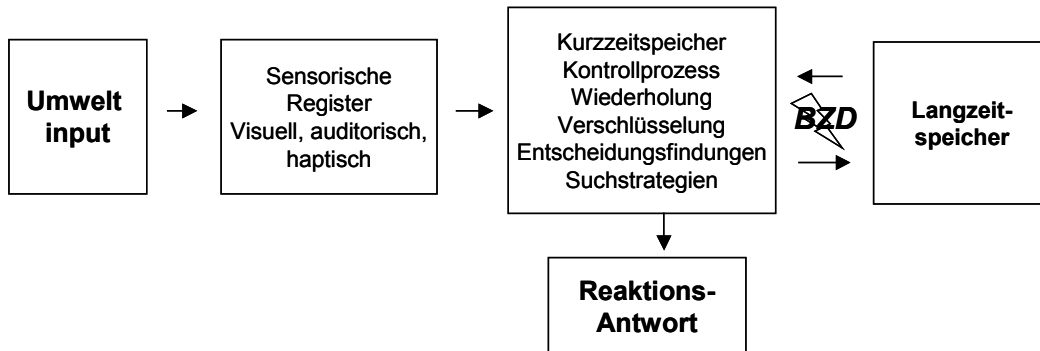 Umwelt
input
Sensorische
Register
Visuell, auditorisch,
haptisch
Kurzzeitspeicher
Kontrollprozess
Wiederholung
Verschlüsselung
Entscheidungsfindungen
Suchstrategien
BZD
Langzeit-
speicher
Reaktions-
Antwort